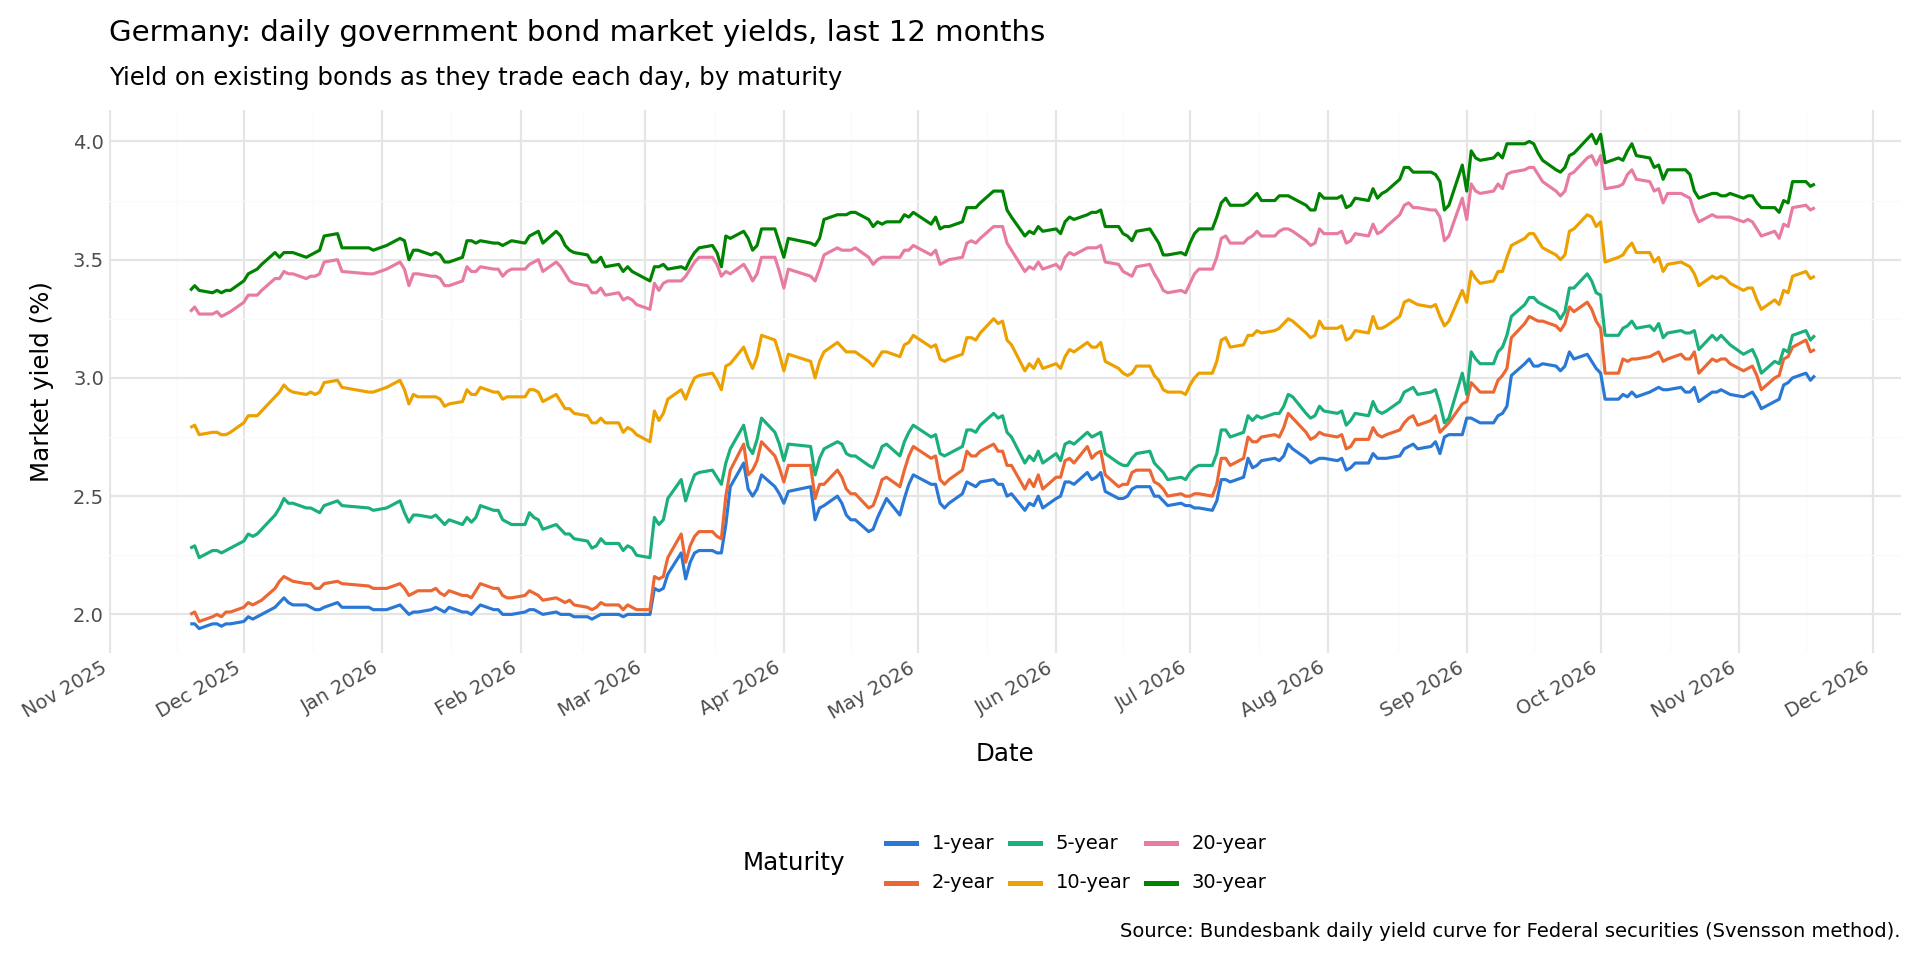 Germany: daily government bond market yields, last 12 months
Yield on existing bonds as they trade each day, by maturity
Market yield (%)
4.0
3.5
3.0
2.5
2.0
Nov 2025
Dec 2025
Jan 2026
Feb 2026
Mar 2026
Apr 2026
May 2026
Jun 2026
Jul 2026
Aug 2026
Sep 2026
Oct 2026
Nov 2026
Dec 2026
Date
Maturity
1-year
5-year
20-year
2-year
10-year
30-year
Source: Bundesbank daily yield curve for Federal securities (Svensson method).